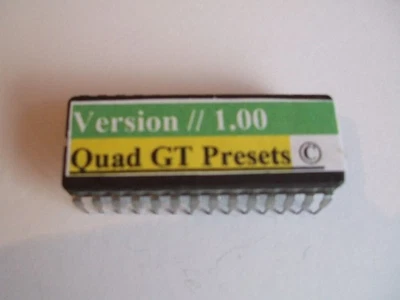 Version // 1.00
Quad GT Presets ©